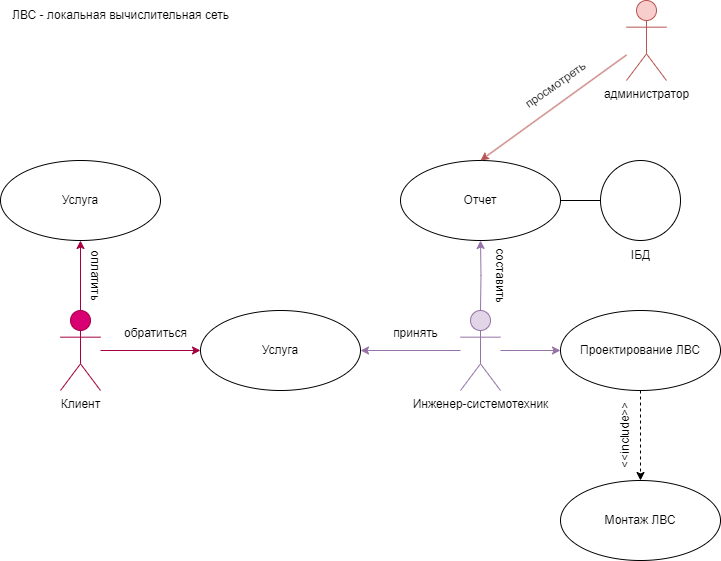 ЛВС - локальная вычислительная сеть
администратор
просмотреть
Услуга
Отчет
IБД
оплатить
составить
обратиться
Услуга
принять
Проектирование ЛВС
Клиент
Инженер-системотехник
<<include>>
Монтаж ЛВС